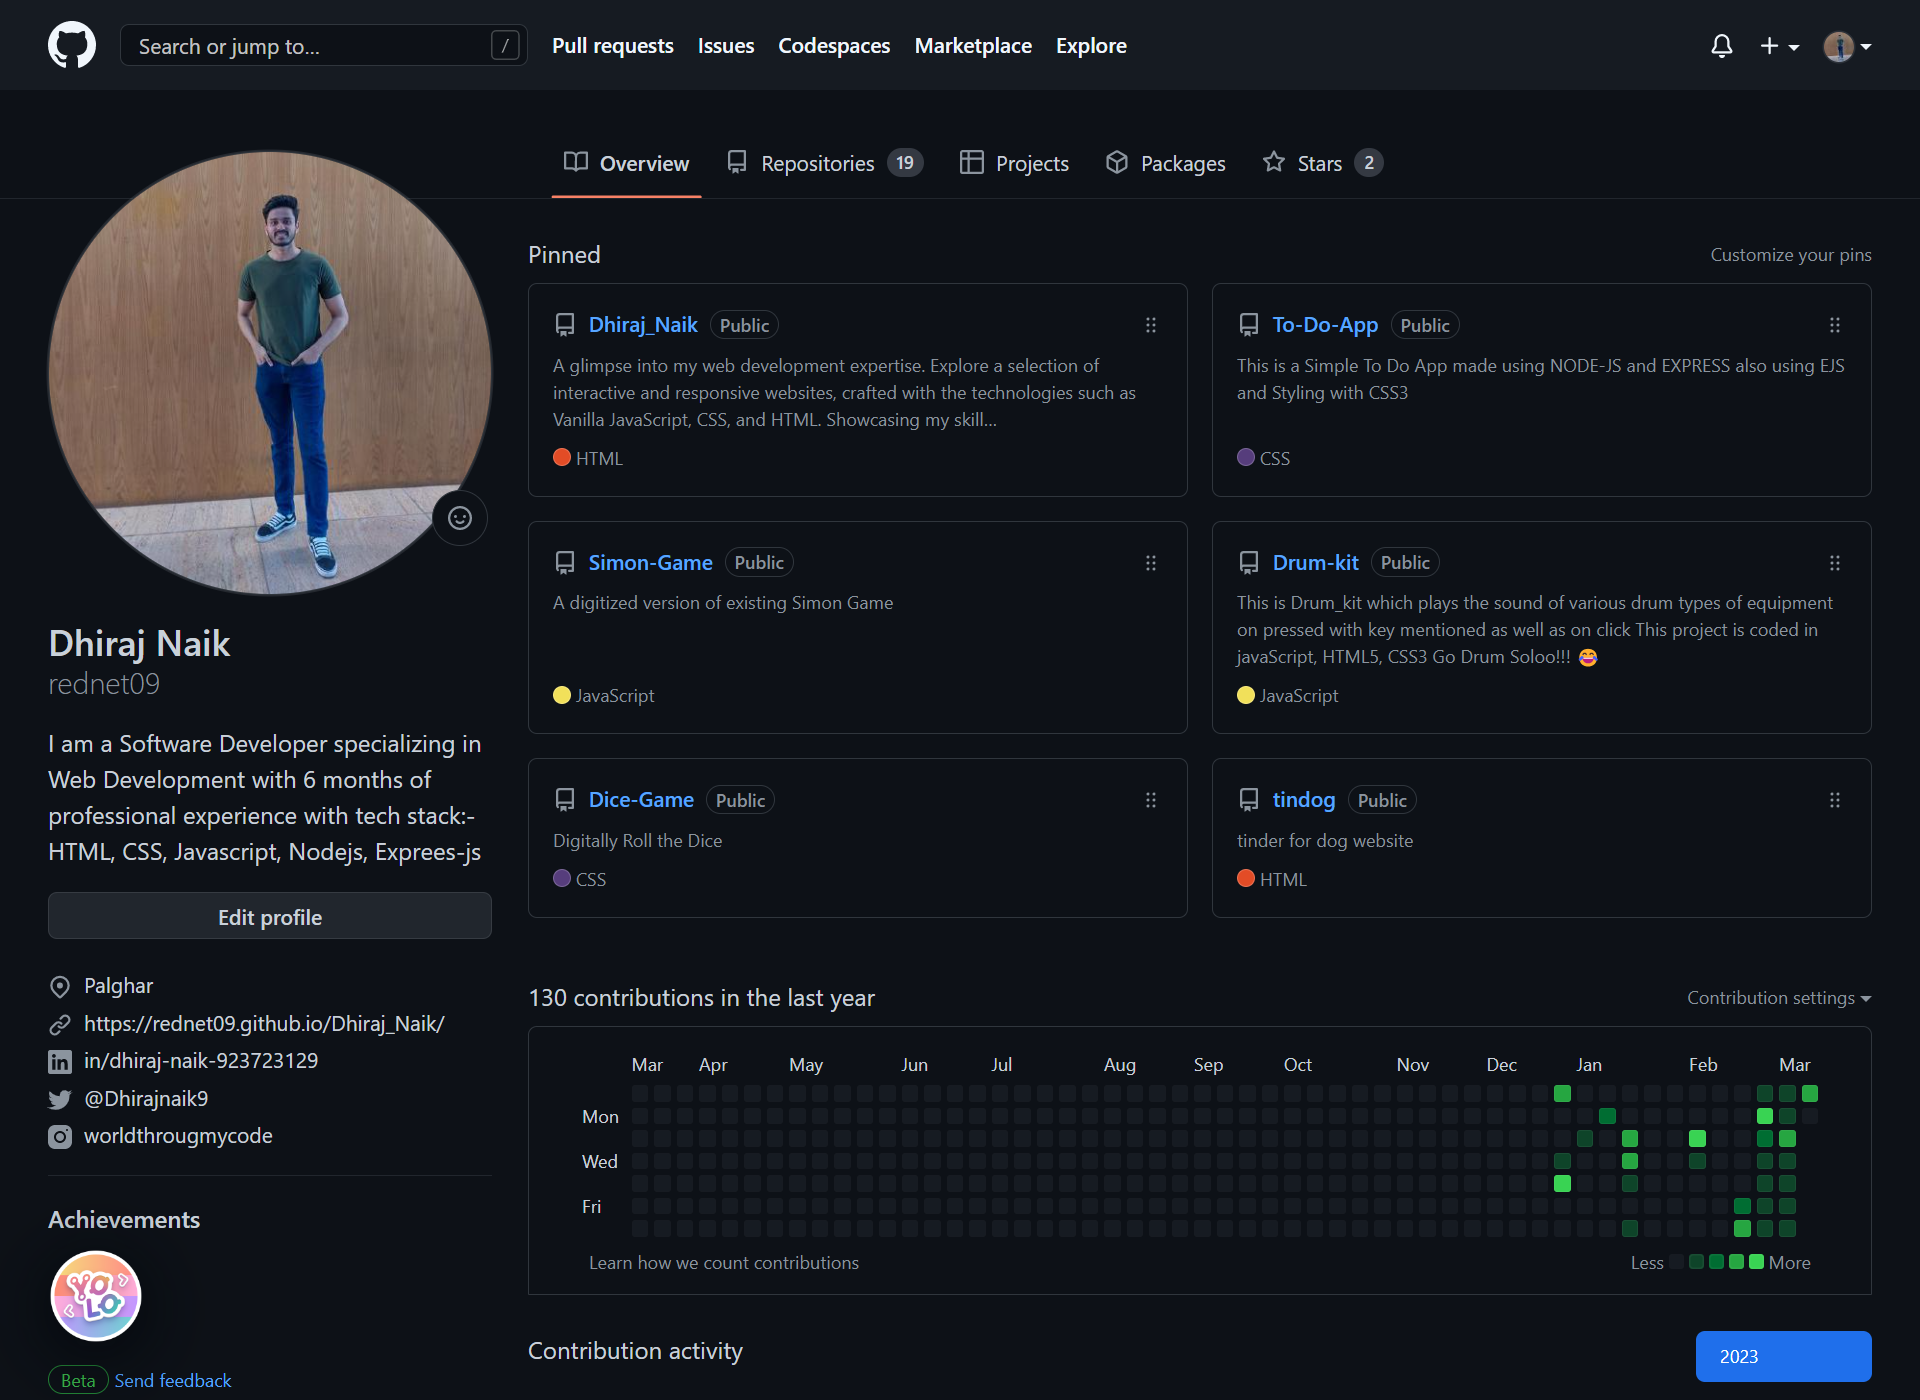 Search or jump to...
/
Pull requests
Issues
Codespaces
Marketplace
Explore
Overview
Repositories 19
Projects
Packages
Stars 2
Dhiraj Naik
rednet09
I am a Software Developer specializing in
Web Development with 6 months of
professional experience with tech stack:-
HTML, CSS, Javascript, Nodejs, Exprees-js
Edit profile
Palghar
https://rednet09.github.io/Dhiraj_Naik/
in/dhiraj-naik-923723129
@Dhirajnaik9
worldthrougmycode
Achievements
YOLO
Beta Send feedback
Pinned
Customize your pins
Dhiraj_Naik Public
A glimpse into my web development expertise. Explore a selection of
interactive and responsive websites, crafted with the technologies such as
Vanilla JavaScript, CSS, and HTML. Showcasing my skill...
HTML
To-Do-App Public
This is a Simple To Do App made using NODE-JS and EXPRESS also using EJS
and Styling with CSS3
CSS
Simon-Game Public
A digitized version of existing Simon Game
JavaScript
Drum-kit Public
This is Drum_kit which plays the sound of various drum types of equipment
on pressed with key mentioned as well as on click This project is coded in
javaScript, HTML5, CSS3 Go Drum Soloo!!! 😂
JavaScript
Dice-Game Public
Digitally Roll the Dice
CSS
tindog Public
tinder for dog website
HTML
130 contributions in the last year
Contribution settings
Mar Apr May Jun Jul Aug Sep Oct Nov Dec Jan Feb Mar
Mon
Wed
Fri
Learn how we count contributions
Less More
Contribution activity
2023